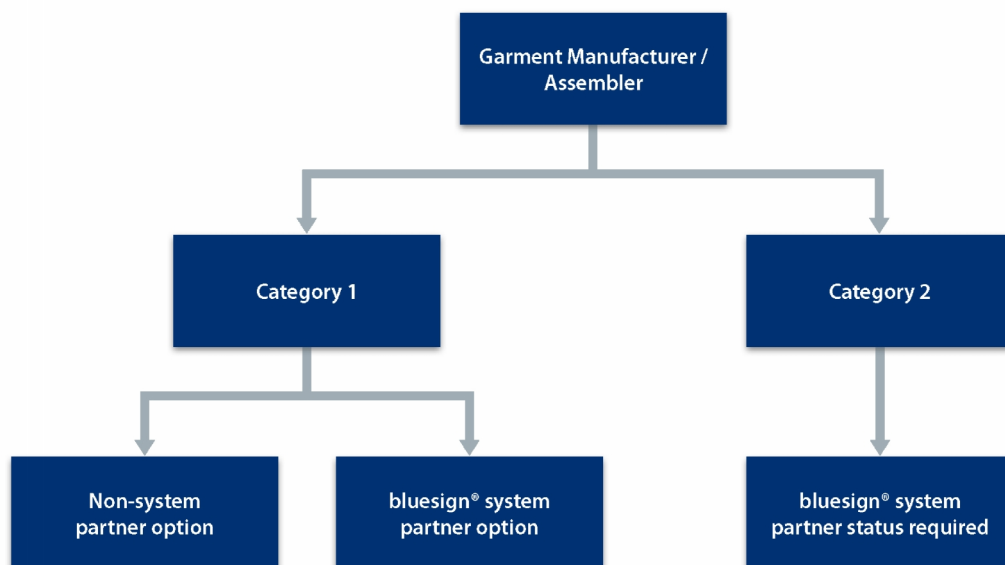 Garment Manufacturer /
Assembler
Category 1
Category 2
Non-system
partner option
bluesign® system
partner option
bluesign® system
partner status required